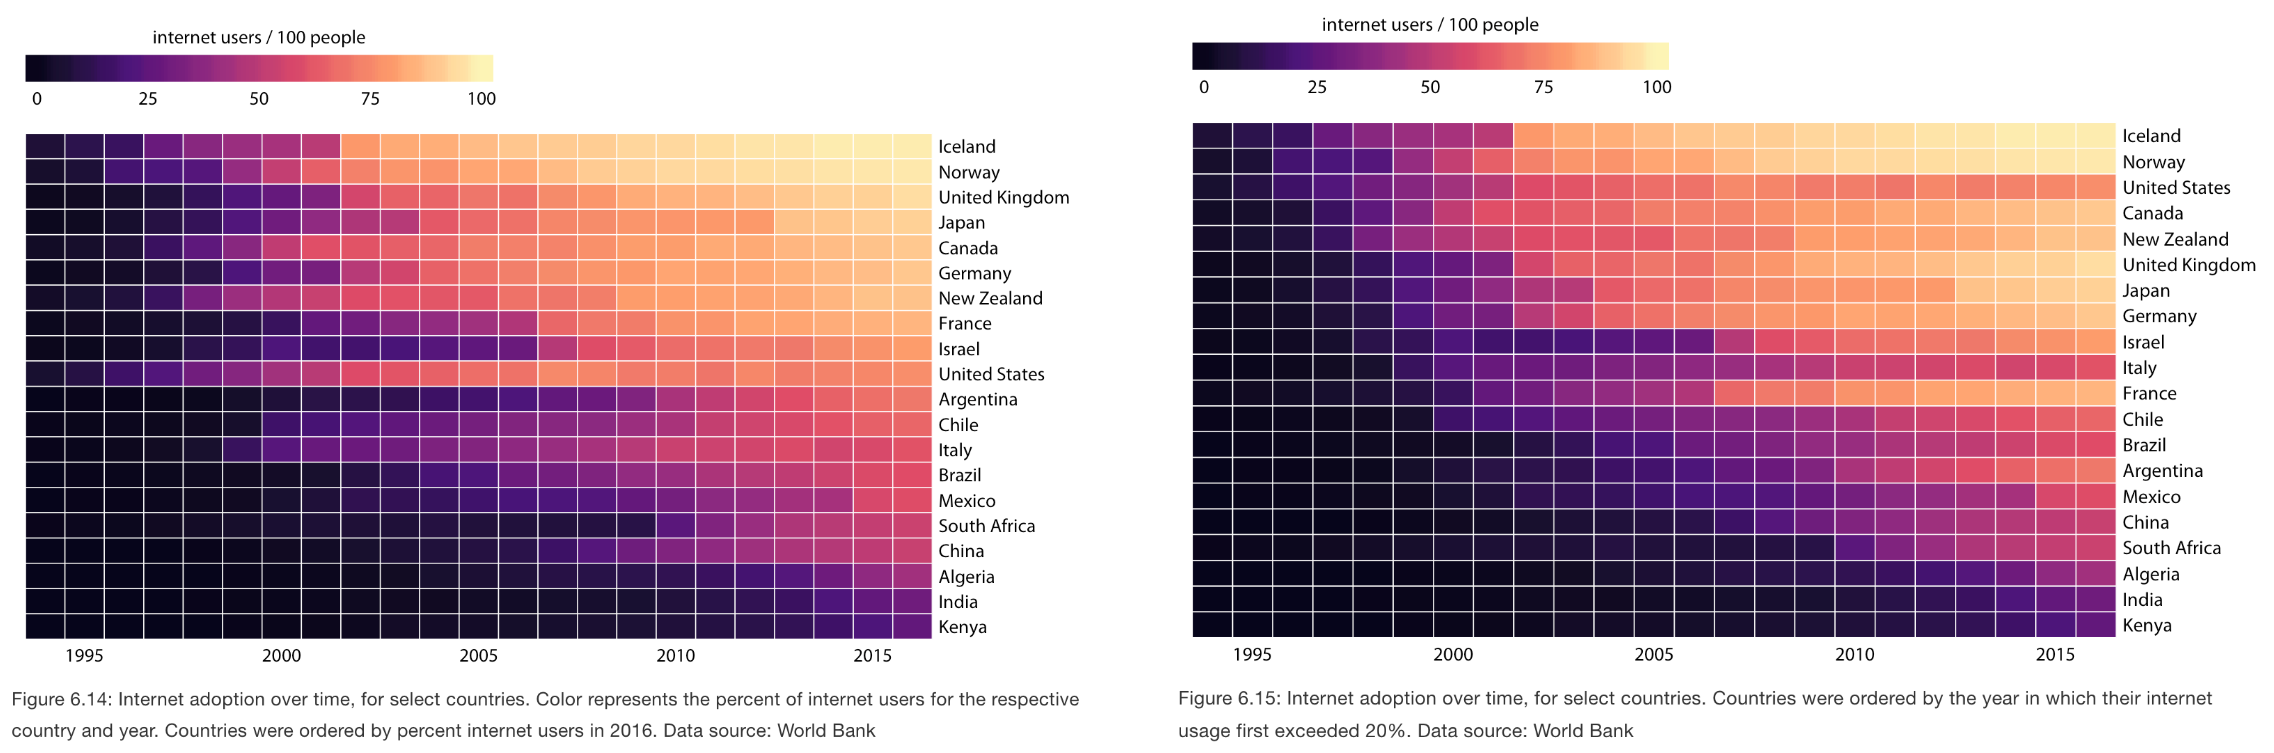 internet users / 100 people
0 25 50 75 100
Iceland
Norway
United Kingdom
Japan
Canada
Germany
New Zealand
France
Israel
United States
Argentina
Chile
Italy
Brazil
Mexico
South Africa
China
Algeria
India
Kenya
1995 2000 2005 2010 2015
Figure 6.14: Internet adoption over time, for select countries. Color represents the percent of internet users for the respective
country and year. Countries were ordered by percent internet users in 2016. Data source: World Bank
internet users / 100 people
0 25 50 75 100
Iceland
Norway
United States
Canada
New Zealand
United Kingdom
Japan
Germany
Israel
Italy
France
Chile
Brazil
Argentina
Mexico
China
South Africa
Algeria
India
Kenya
1995 2000 2005 2010 2015
Figure 6.15: Internet adoption over time, for select countries. Countries were ordered by the year in which their internet
usage first exceeded 20%. Data source: World Bank